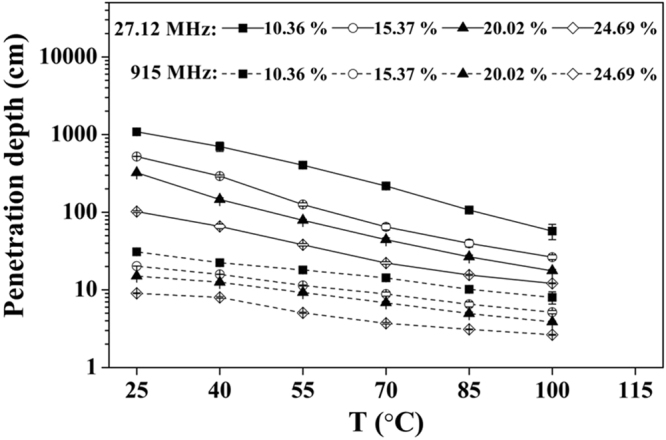 27.12 MHz: 10.36 % 15.37 % 20.02 % 24.69 %
915 MHz: 10.36 % 15.37 % 20.02 % 24.69 %
Penetration depth (cm)
10000
1000
100
10
1
25 40 55 70 85 100 115
T (°C)